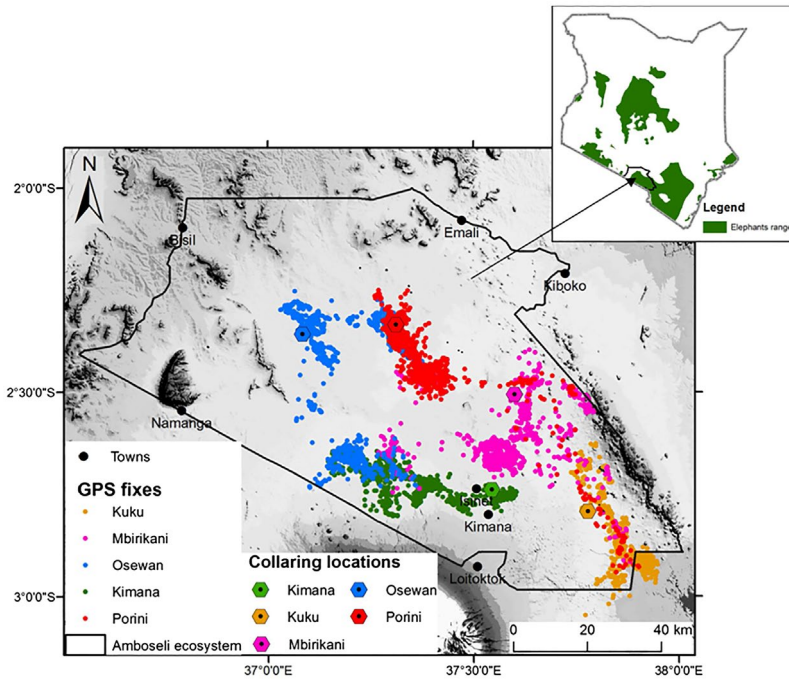 Legend
Elephants range
N
2°0'0"S
2°30'0"S
3°0'0"S
Bisil
Emali
Kiboko
Namanga
Isinet
Kimana
Loitoktok
Towns
GPS fixes
Kuku
Mbirikani
Osewan
Kimana
Porini
Amboseli ecosystem
Collaring locations
Kimana
Osewan
Kuku
Porini
Mbirikani
0 20 40 km
37°0'0"E
37°30'0"E
38°0'0"E